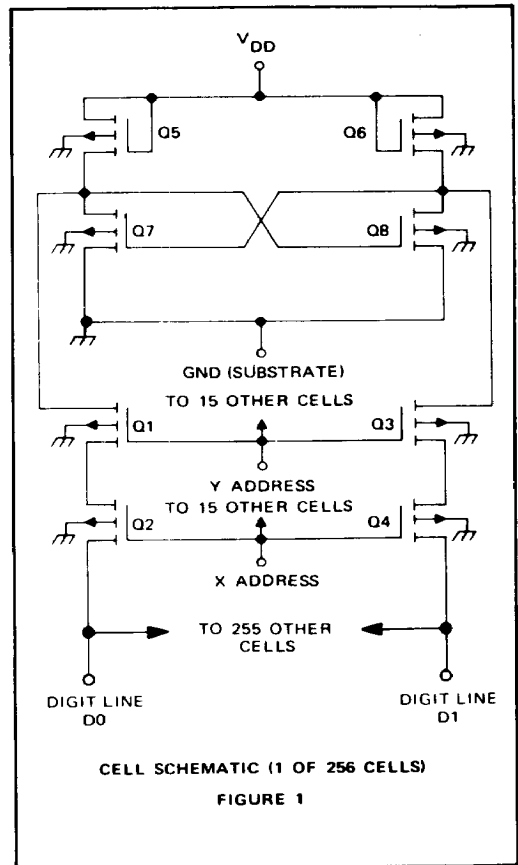 VDD
Q5
Q6
Q7
Q8
GND (SUBSTRATE)
TO 15 OTHER CELLS
Q1
Q3
Y ADDRESS
TO 15 OTHER CELLS
Q2
Q4
X ADDRESS
TO 255 OTHER
CELLS
DIGIT LINE
D0
DIGIT LINE
D1
CELL SCHEMATIC (1 OF 256 CELLS)
FIGURE 1